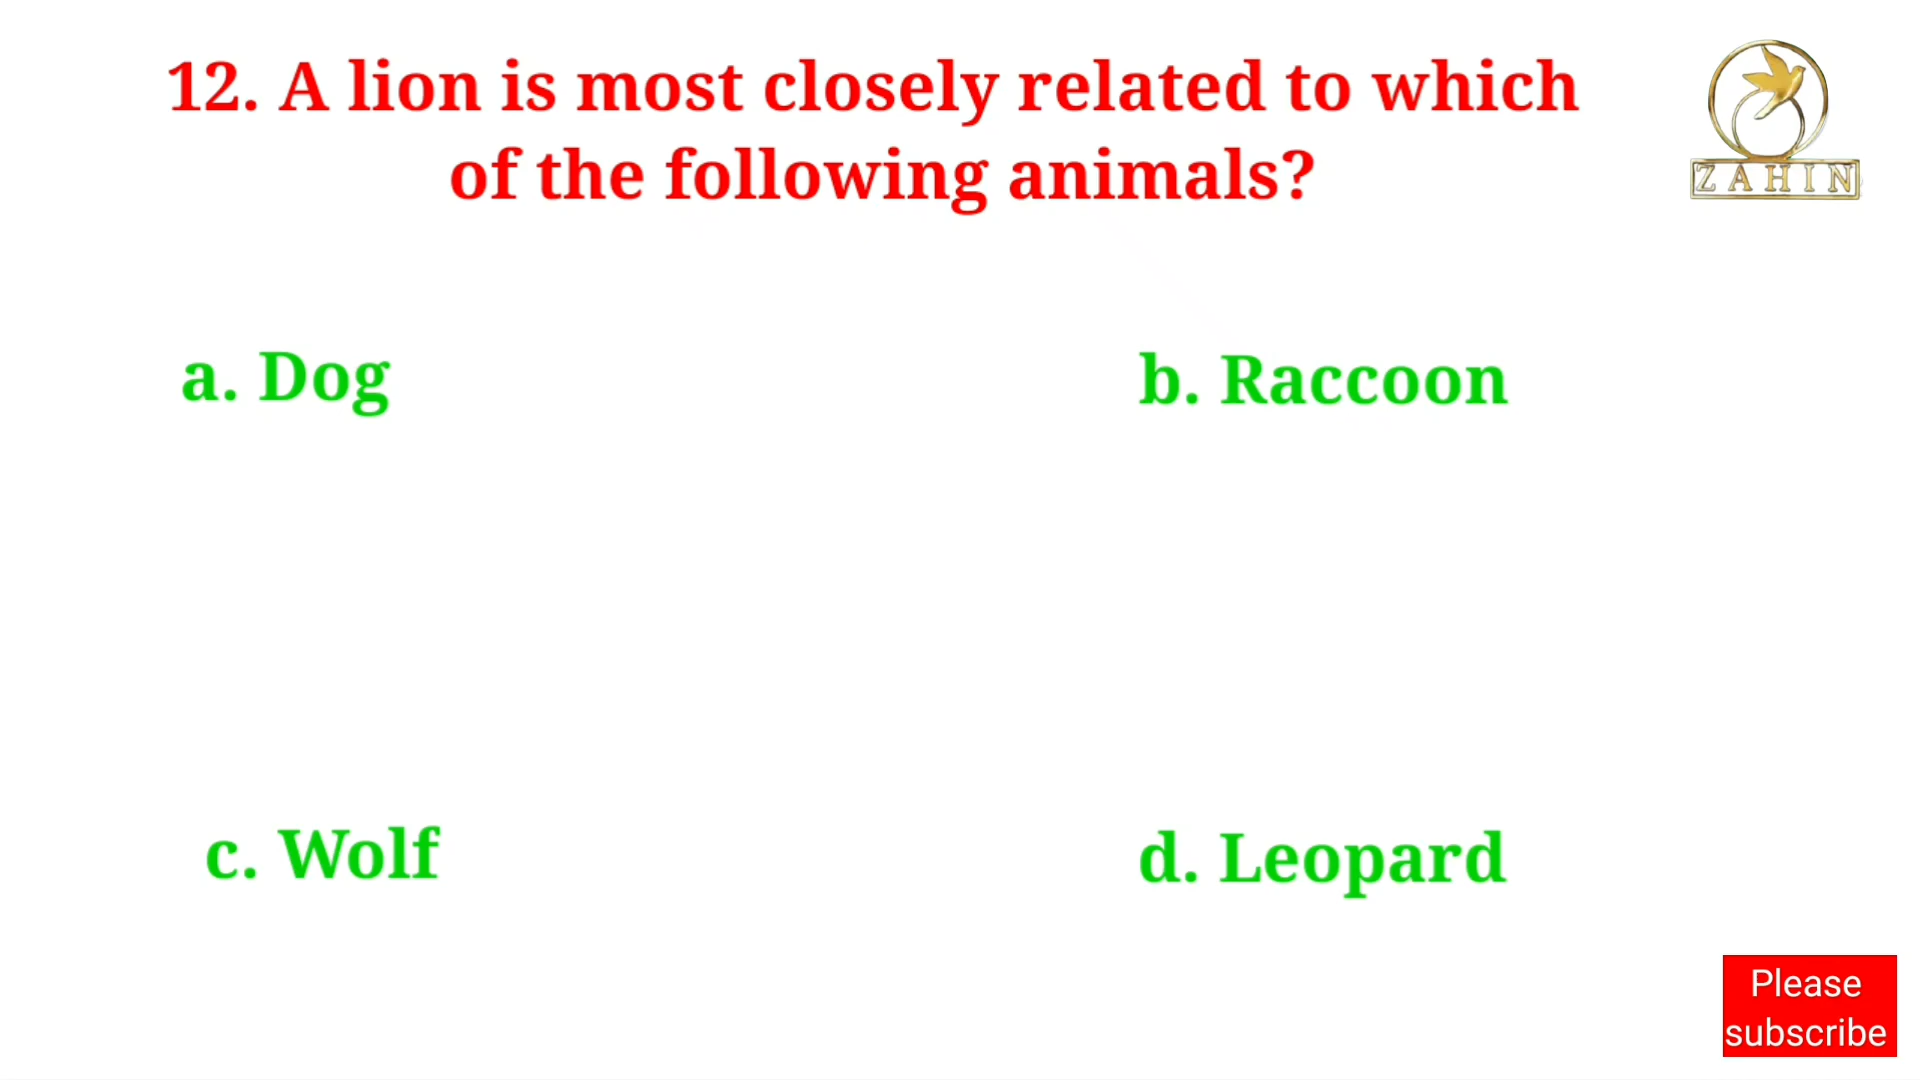 12. A lion is most closely related to which
of the following animals?
ZAHIN
a. Dog
b. Raccoon
c. Wolf
d. Leopard
Please
subscribe